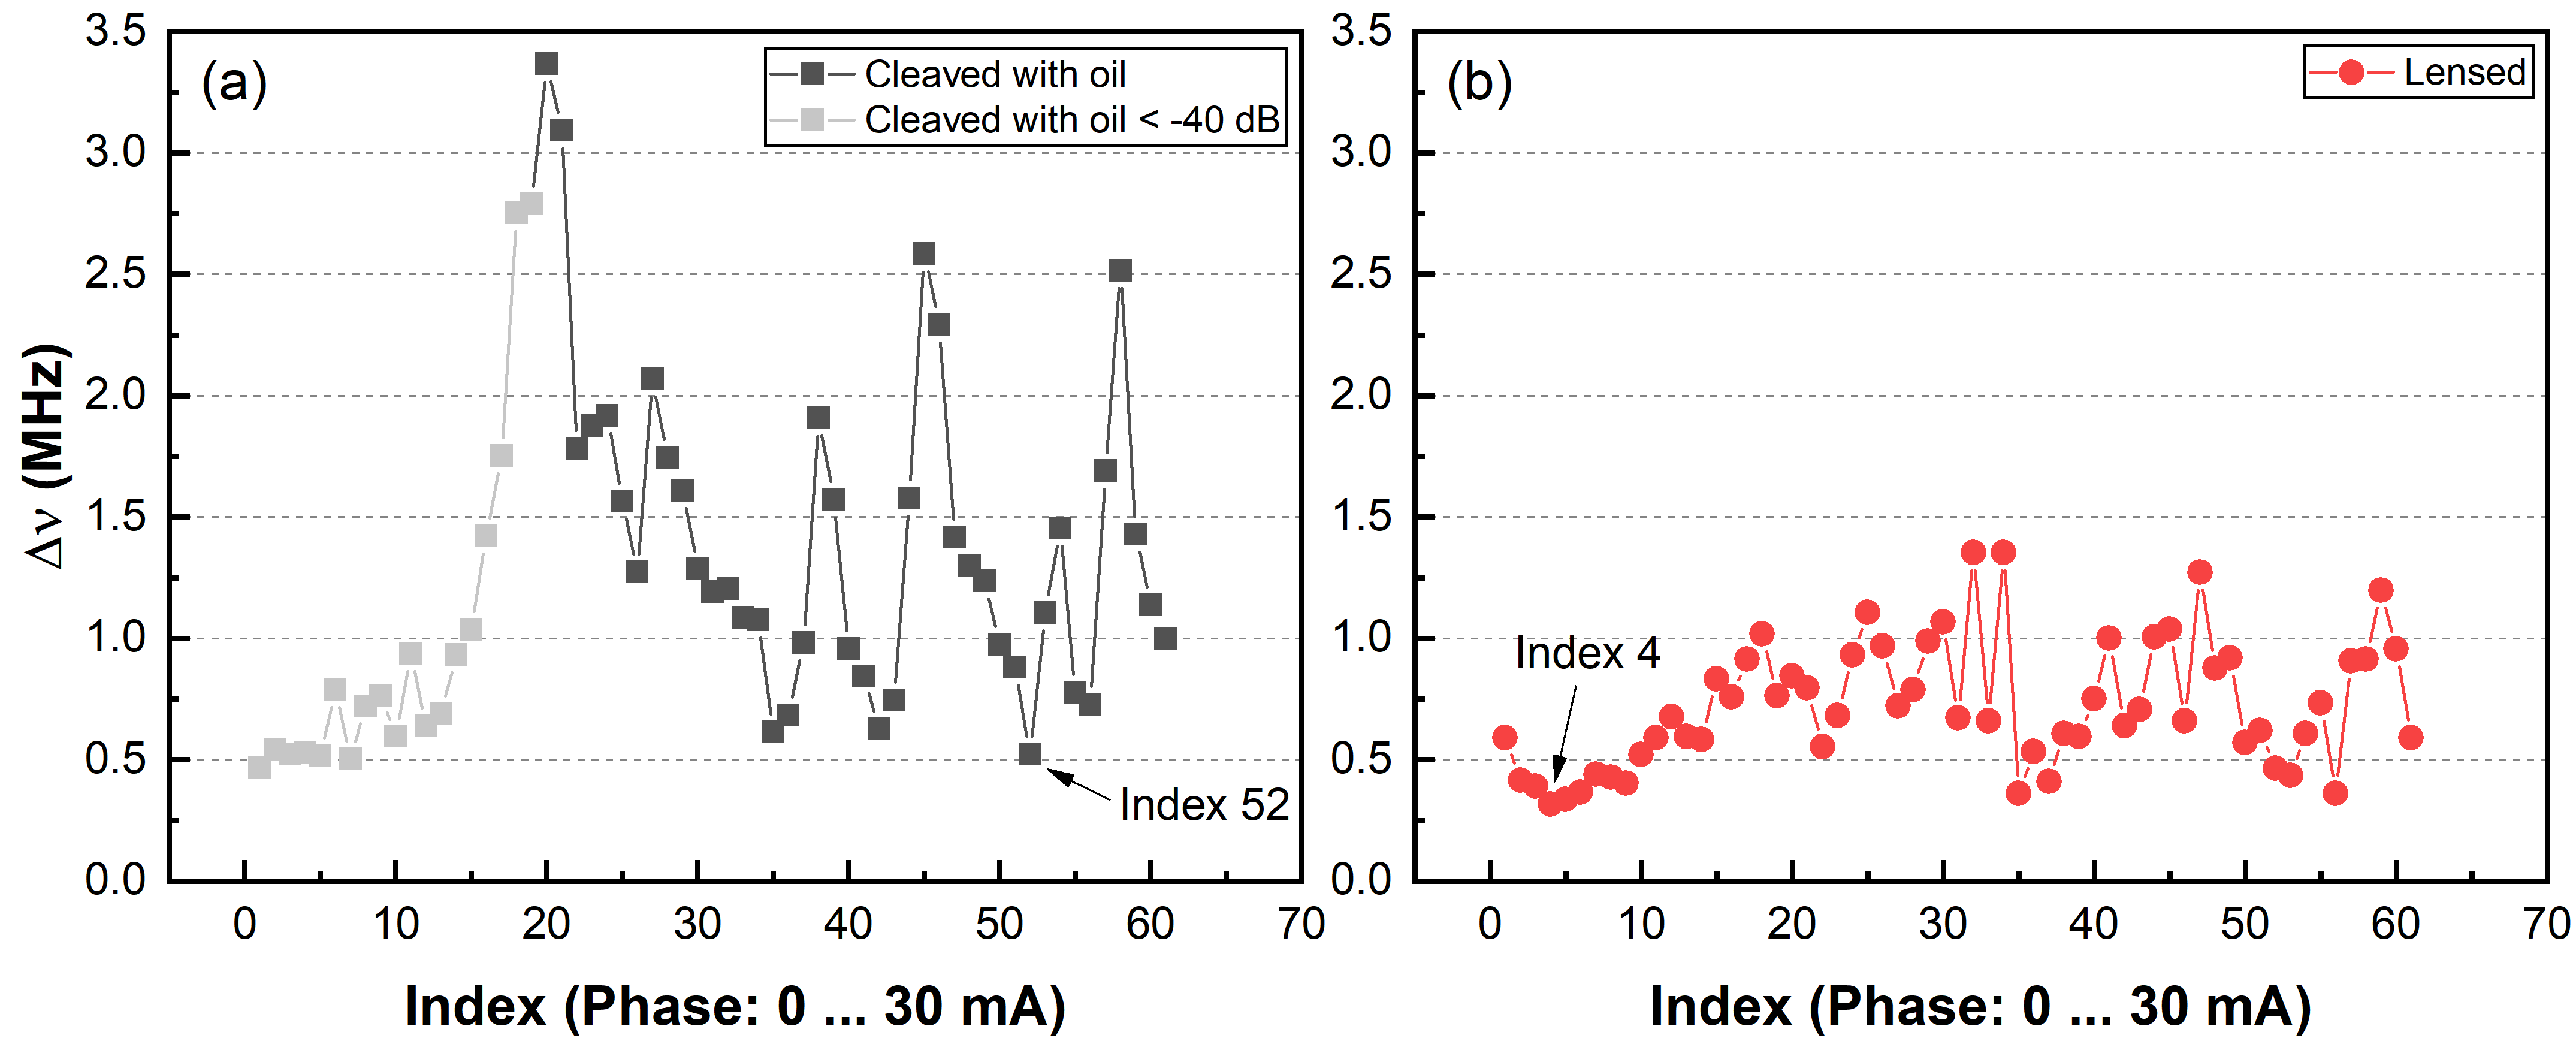 (a)
Cleaved with oil
Cleaved with oil < -40 dB
3.5
3.0
2.5
2.0
1.5
1.0
0.5
0.0
Δν (MHz)
Index 52
0 10 20 30 40 50 60 70
Index (Phase: 0 ... 30 mA)
(b)
Lensed
3.5
3.0
2.5
2.0
1.5
1.0
0.5
0.0
Index 4
0 10 20 30 40 50 60 70
Index (Phase: 0 ... 30 mA)